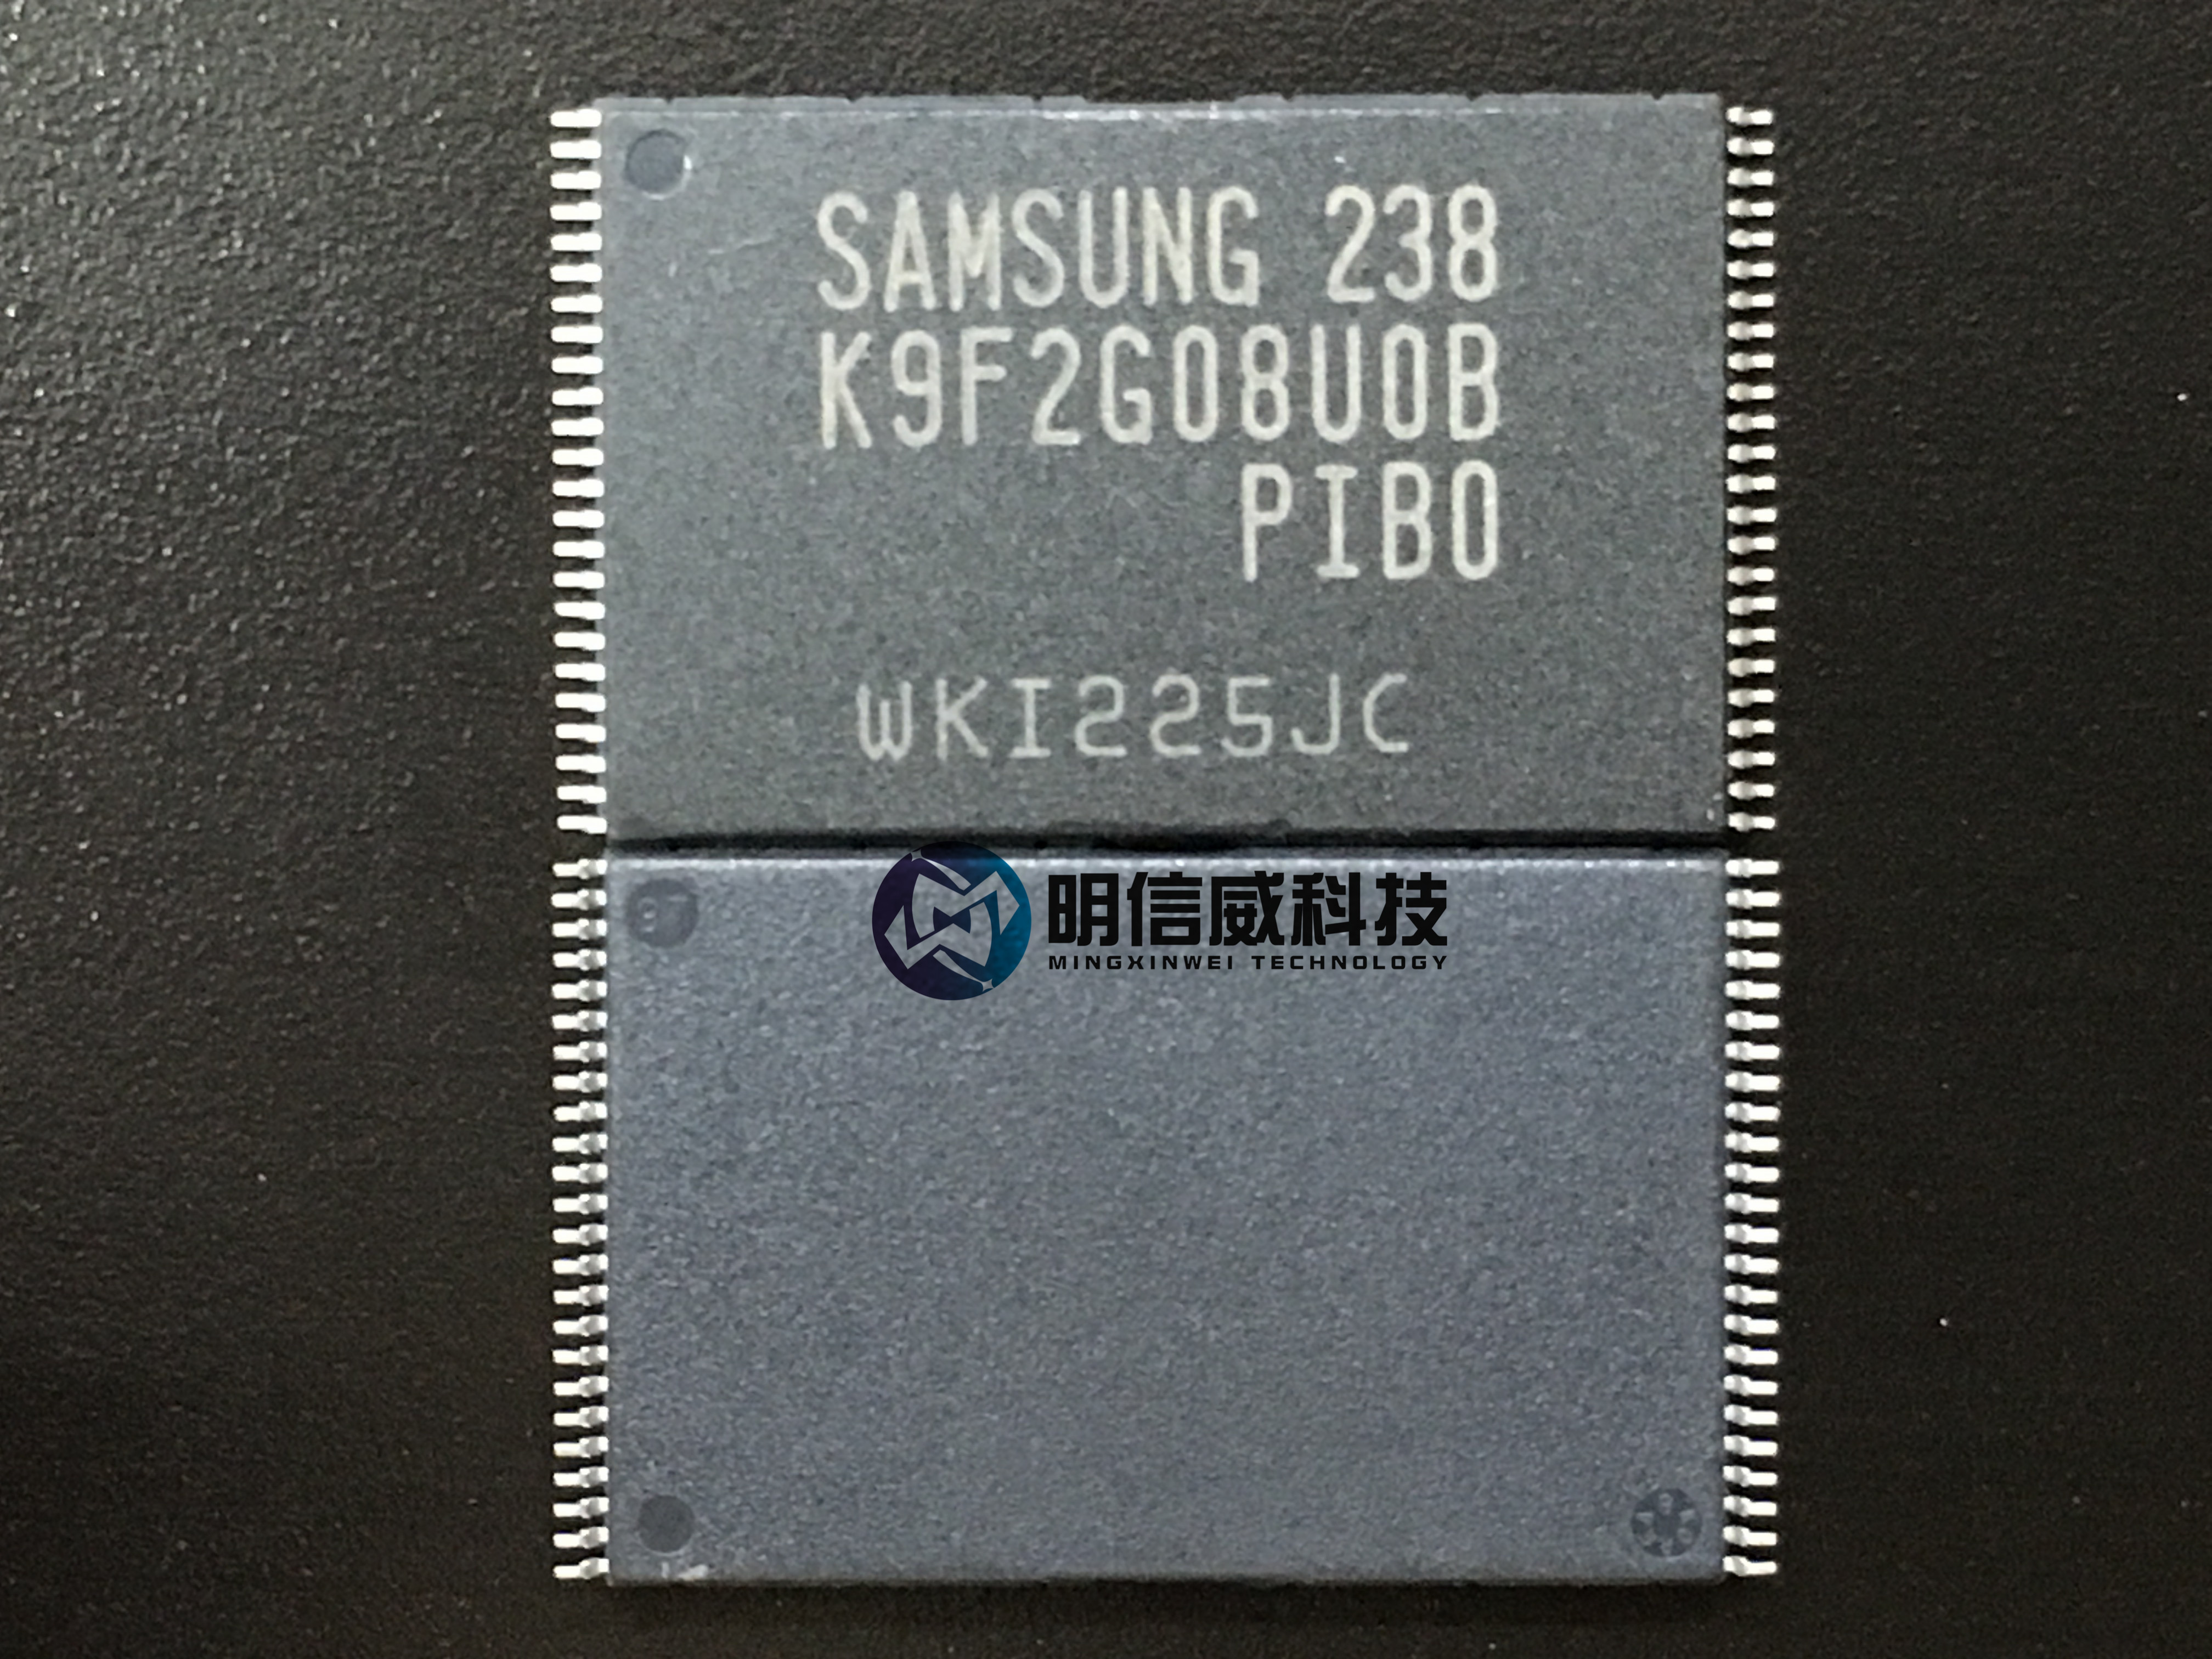 SAMSUNG 238
K9F2G08U0B
PIB0
WKI225JC
明信威科技
MINGXINWEI TECHNOLOGY